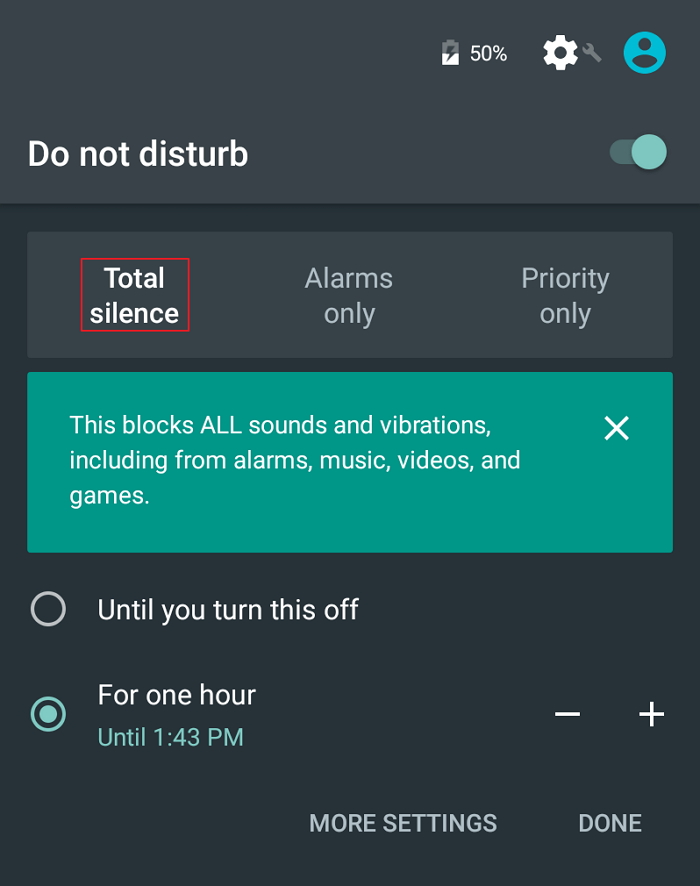 50%
Do not disturb
Total
silence
Alarms
only
Priority
only
This blocks ALL sounds and vibrations,
including from alarms, music, videos, and
games.
Until you turn this off
For one hour
Until 1:43 PM
MORE SETTINGS
DONE